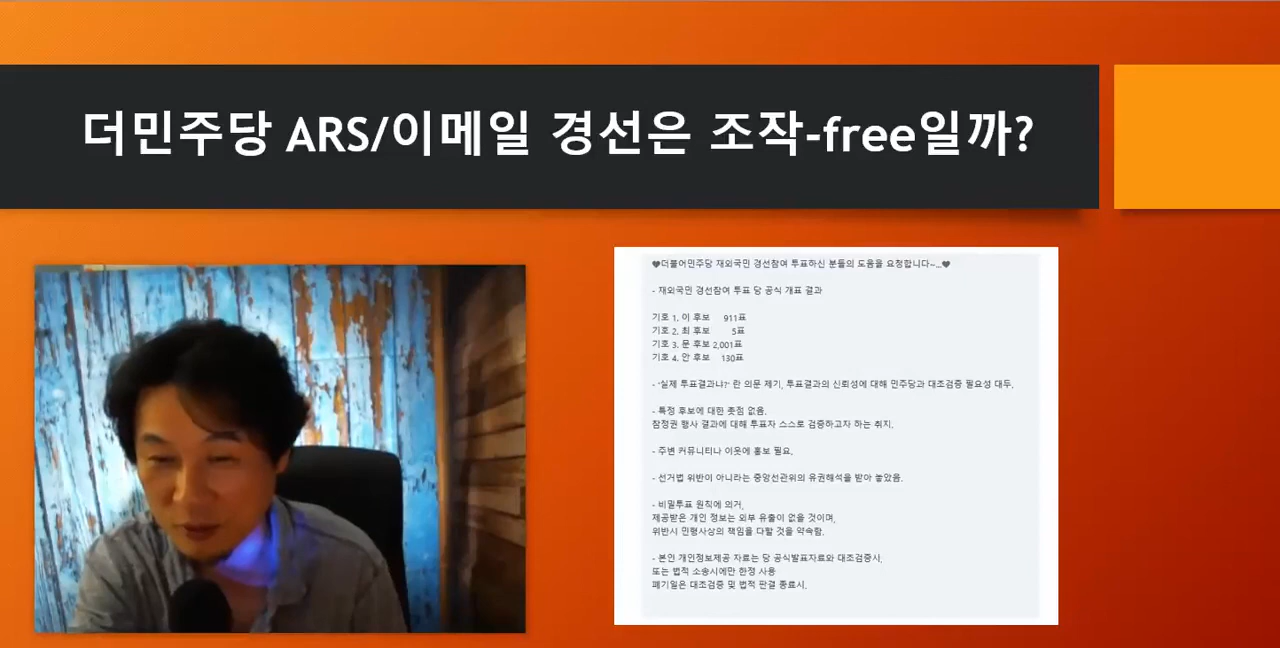 더민주당 ARS/이메일 경선은 조작-free일까?
♥더불어민주당 재외국민 경선참여 투표하신 분들의 도움을 요청합니다~...♥
- 재외국민 경선참여 투표 당 공식 개표 결과
기호 1. 이 후보 911표
기호 2. 최 후보 5표
기호 3. 문 후보 2,001표
기호 4. 안 후보 130표
- '실제 투표결과냐?' 란 의문 제기, 투표결과의 신뢰성에 대해 민주당과 대조검증 필요성 대두.
- 특정 후보에 대한 촛점 없음.
참정권 행사 결과에 대해 투표자 스스로 검증하고자 하는 취지.
- 주변 커뮤니티나 이웃에 홍보 필요.
- 선거법 위반이 아니라는 중앙선관위의 유권해석을 받아 놓았음.
- 비밀투표 원칙에 의거,
제공받은 개인 정보는 외부 유출이 없을 것이며,
위반시 민형사상의 책임을 다할 것을 약속함.
- 본인 개인정보제공 자료는 당 공식발표자료와 대조검증시,
또는 법적 소송시에만 한정 사용
폐기일은 대조검증 및 법적 판결 종료시.